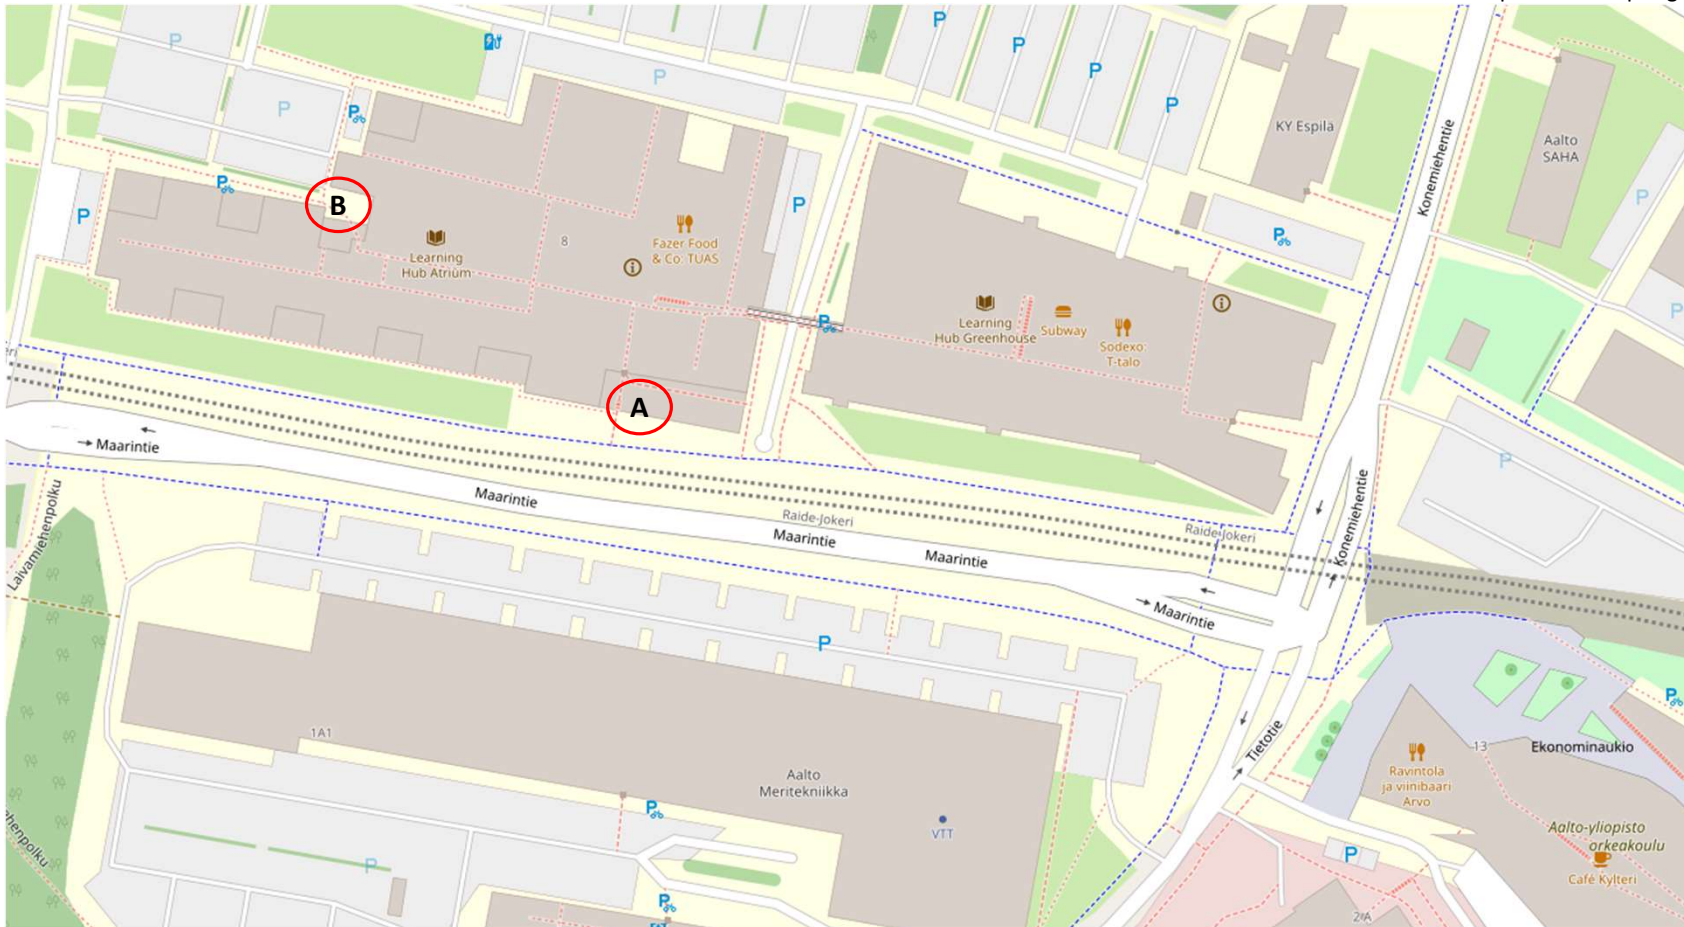 P
P
P
P
P
P
P
P
P
KY Espilä
Konemiehentie
Aalto
SAHA
P
P
B
P
P
P
P
P
8
Fazer Food
& Co: TUAS
Learning
Hub Atrium
Learning
Hub Greenhouse
Subway
Sodexo:
T-talo
P
P
A
Maarintie
Maarintie
Raide-Jokeri
Maarintie
Maarintie
Raide-Jokeri
Maarintie
Konemiehentie
P
Laivamiehenpolku
P
1A1
Aalto
Meritekniikka
VTT
P
P
P
Tietotie
13
Ekonominaukio
P
Ravintola
ja viinibaari
Arvo
Aalto-yliopisto
Café Kylteri
P
2/A